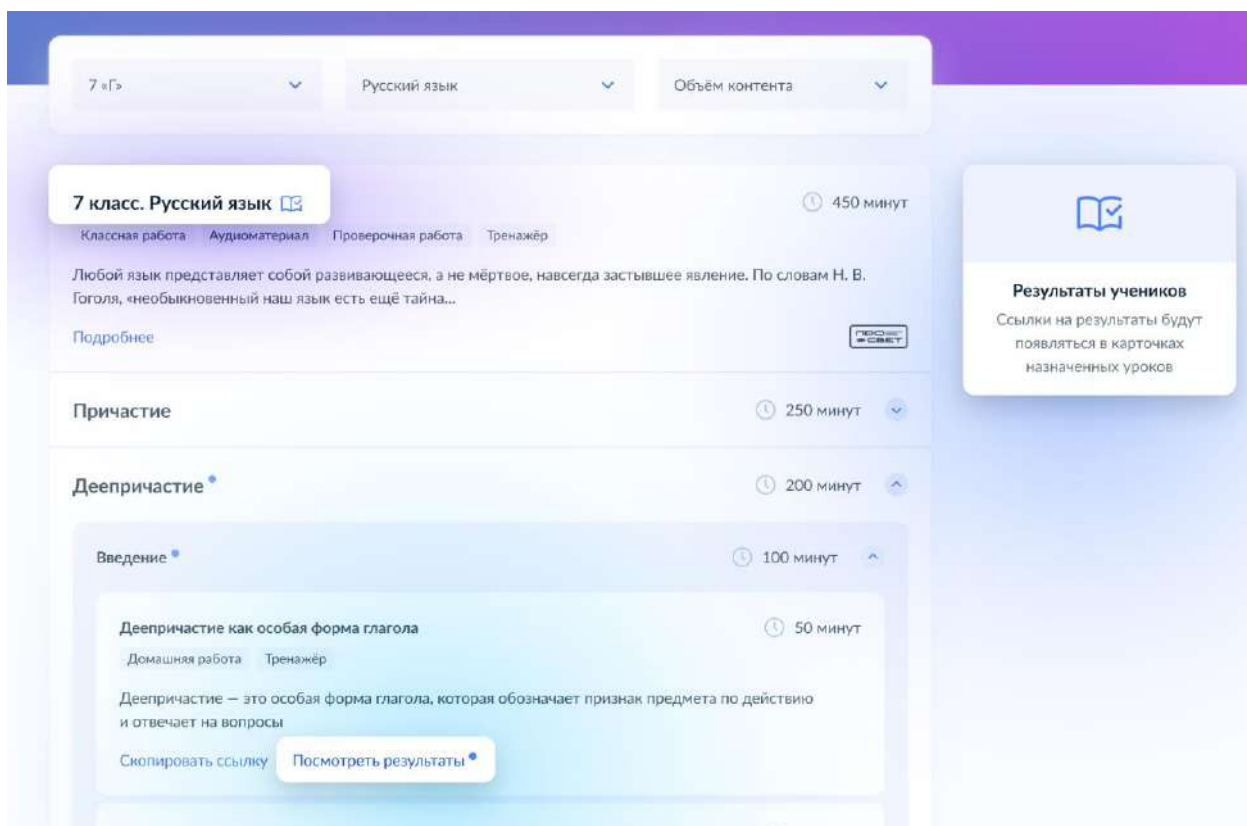 7 «Г»
Русский язык
Объём контента
7 класс. Русский язык
450 минут
Классная работа
Аудиоматериал
Проверочная работа
Тренажёр
Любой язык представляет собой развивающееся, а не мёртвое, навсегда застывшее явление. По словам Н. В.
Гоголя, «необыкновенный наш язык есть ещё тайна...
Подробнее
Результаты учеников
Ссылки на результаты будут
появляться в карточках
назначенных уроков
Причастие
250 минут
Деепричастие
200 минут
Введение
100 минут
Деепричастие как особая форма глагола
50 минут
Домашняя работа
Тренажёр
Деепричастие — это особая форма глагола, которая обозначает признак предмета по действию
и отвечает на вопросы
Скопировать ссылку
Посмотреть результаты